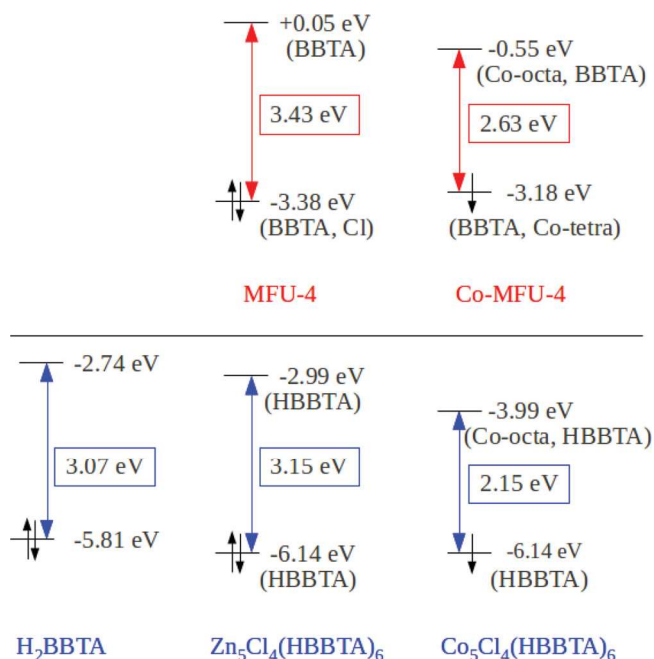 +0.05 eV
(BBTA)
3.43 eV
-3.38 eV
(BBTA, Cl)
MFU-4
-0.55 eV
(Co-octa, BBTA)
2.63 eV
-3.18 eV
(BBTA, Co-tetra)
Co-MFU-4
-2.74 eV
3.07 eV
-5.81 eV
H₂BBTA
-2.99 eV
(HBBTA)
3.15 eV
-6.14 eV
(HBBTA)
Zn₅Cl₄(HBBTA)₆
-3.99 eV
(Co-octa, HBBTA)
2.15 eV
-6.14 eV
(HBBTA)
Co₅Cl₄(HBBTA)₆